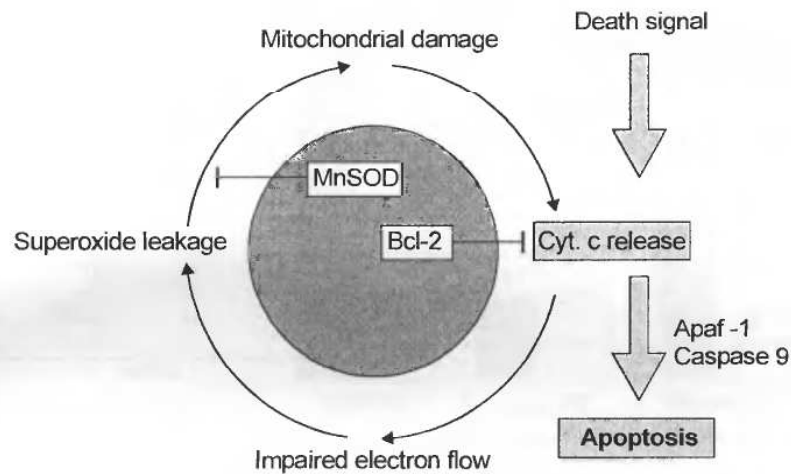 Mitochondrial damage
Death signal
MnSOD
Superoxide leakage
Bcl-2
Cyt. c release
Apaf -1
Caspase 9
Impaired electron flow
Apoptosis